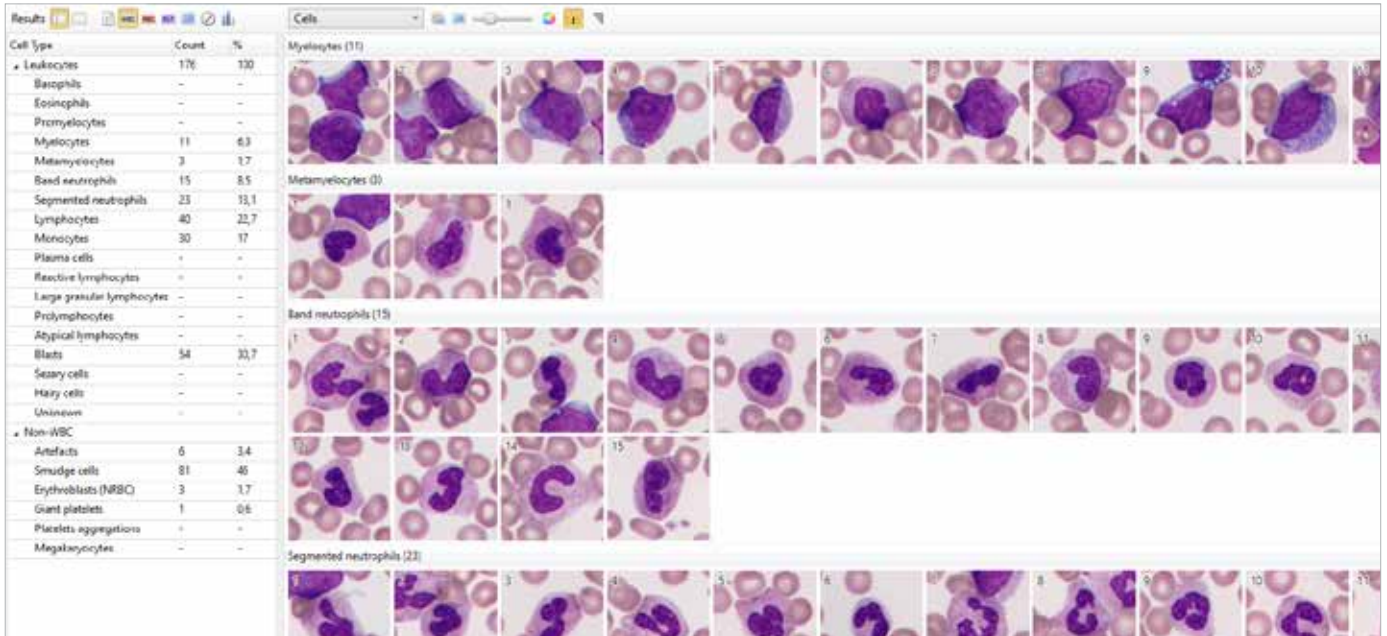 Results
Cells
Cell Type Count %
Leukocytes 176 100
Basophils - -
Eosinophils - -
Promyelocytes - -
Myelocytes 11 6,3
Metamyelocytes 3 1,7
Band neutrophils 15 8,5
Segmented neutrophils 23 13,1
Lymphocytes 40 22,7
Monocytes 30 17
Plasma cells - -
Reactive lymphocytes - -
Large granular lymphocytes - -
Prolymphocytes - -
Atypical lymphocytes - -
Blasts 54 30,7
Sezary cells - -
Hairy cells - -
Unknown - -
Non-WBC
Artefacts 6 3,4
Smudge cells 81 46
Erythroblasts (NRBC) 3 1,7
Giant platelets 1 0,6
Platelets aggregations - -
Megakaryocytes - -
Myelocytes (11)
2 3 9 10
Metamyelocytes (3)
Band neutrophils (15)
1 2 4 6 7 8 9 10 11
13 14 15
Segmented neutrophils (23)
2 3 4 5 6 8 9 10 11